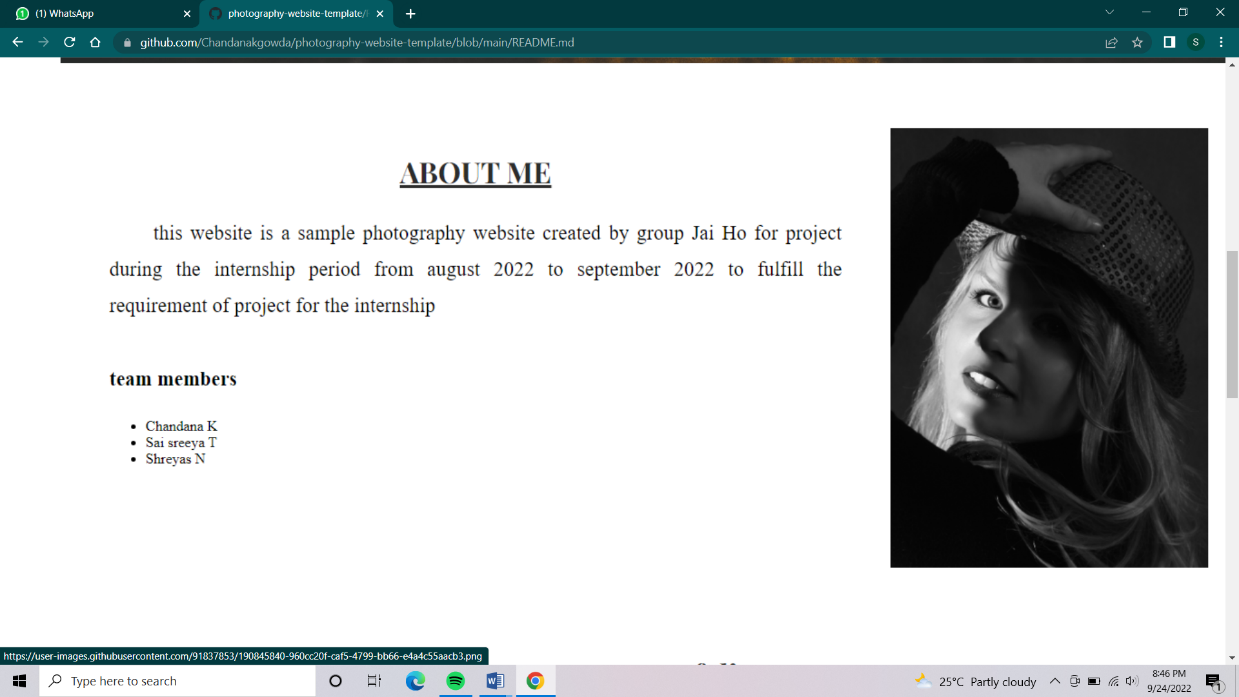 (1) WhatsApp
photography-website-template/
github.com/Chandanakgowda/photography-website-template/blob/main/README.md
S
ABOUT ME
this website is a sample photography website created by group Jai Ho for project
during the internship period from august 2022 to september 2022 to fulfill the
requirement of project for the internship
team members
Chandana K
Sai sreeya T
Shreyas N
https://user-images.githubusercontent.com/91837853/190845840-960cc20f-caf5-4799-bb66-e4a4c55aacb3.png
Type here to search
25°C Partly cloudy
8:46 PM
9/24/2022
1